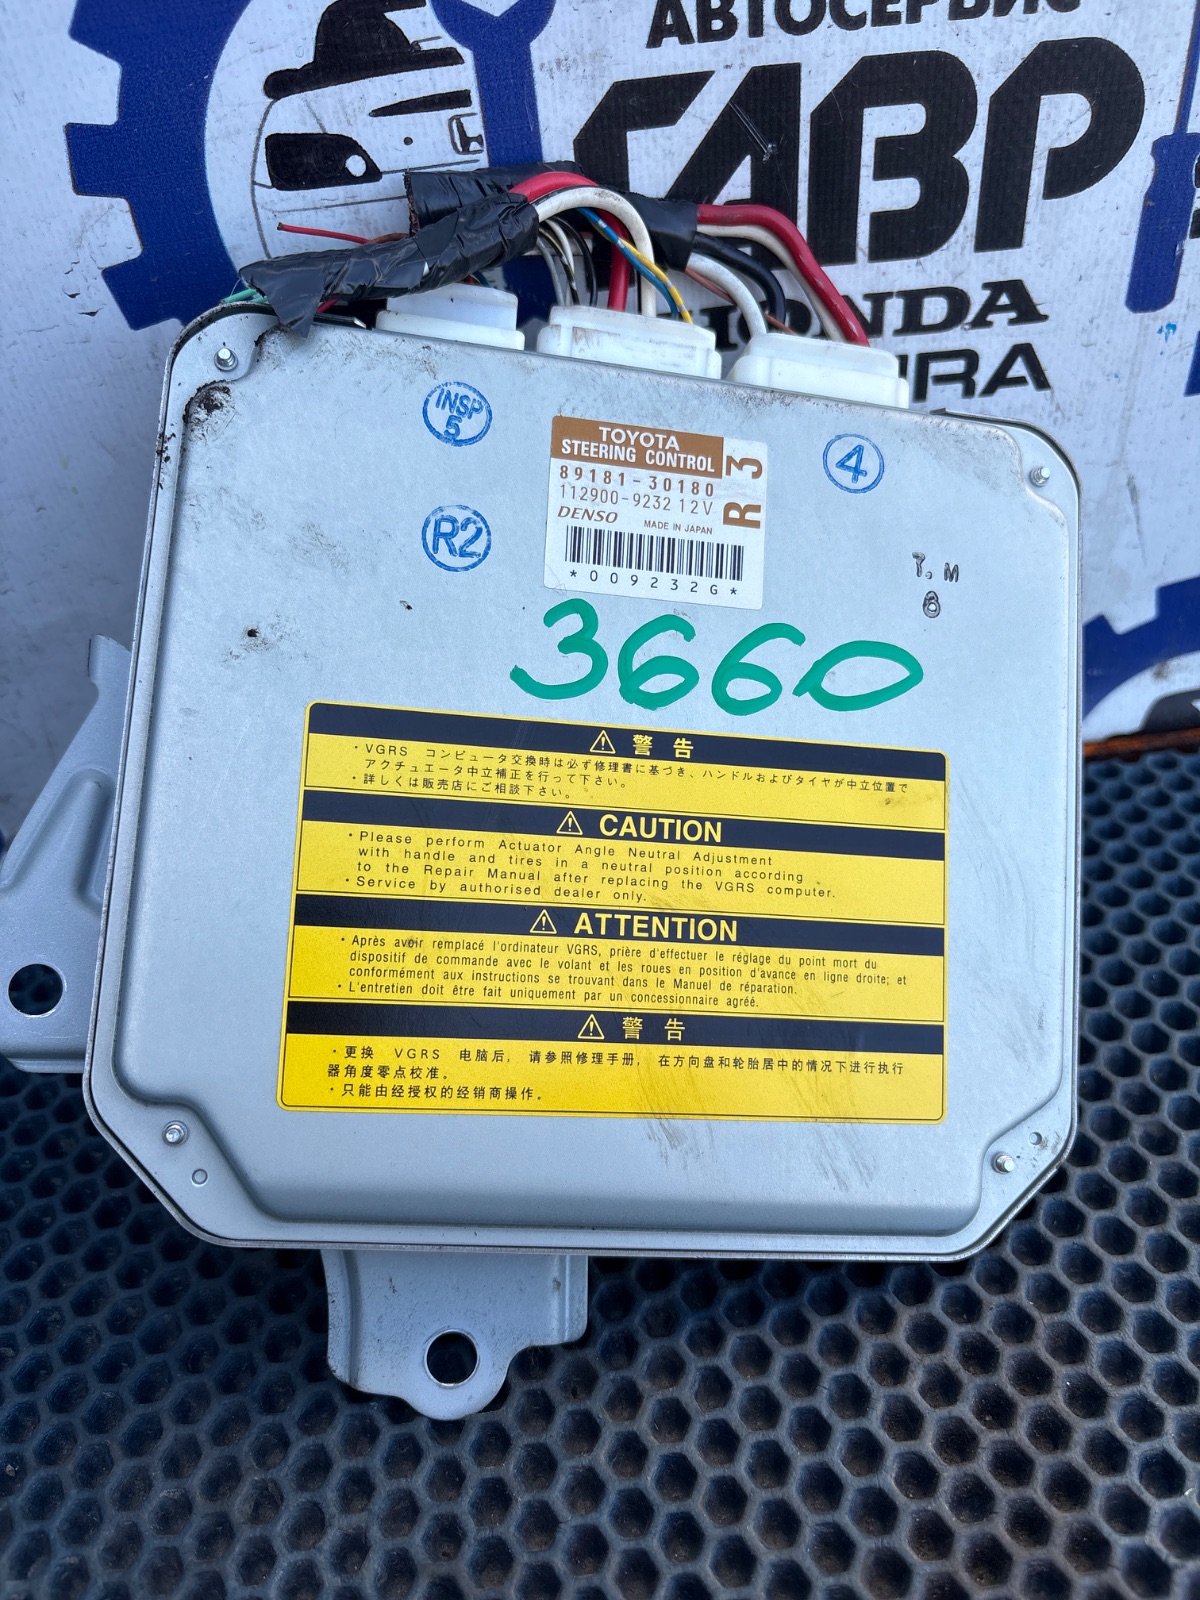 АВТОСЕРВИС
ГАВР
HONDA
INSP
5
R2
TOYOTA
STEERING CONTROL
R 3
89181-30180
112900-9232 12V
DENSO MADE IN JAPAN
*009232G*
4
T. M
8
3660
警告
・VGRS コンピュータ交換時は必ず修理書に基づき、ハンドルおよびタイヤが中立位置で
アクチュエータ中立補正を行って下さい。
・詳しくは販売店にご相談下さい。
CAUTION
・Please perform Actuator Angle Neutral Adjustment
with handle and tires in a neutral position according
to the Repair Manual after replacing the VGRS computer.
・Service by authorised dealer only.
ATTENTION
・Après avoir remplacé l'ordinateur VGRS, prière d'effectuer le réglage du point mort du
dispositif de commande avec le volant et les roues en position d'avance en ligne droite; et
conformément aux instructions se trouvant dans le Manuel de réparation.
・L'entretien doit être fait uniquement par un concessionnaire agréé.
警告
・更换 VGRS 电脑后, 请参照修理手册, 在方向盘和轮胎居中的情况下进行执行
器角度零点校准。
・只能由经授权的经销商操作。